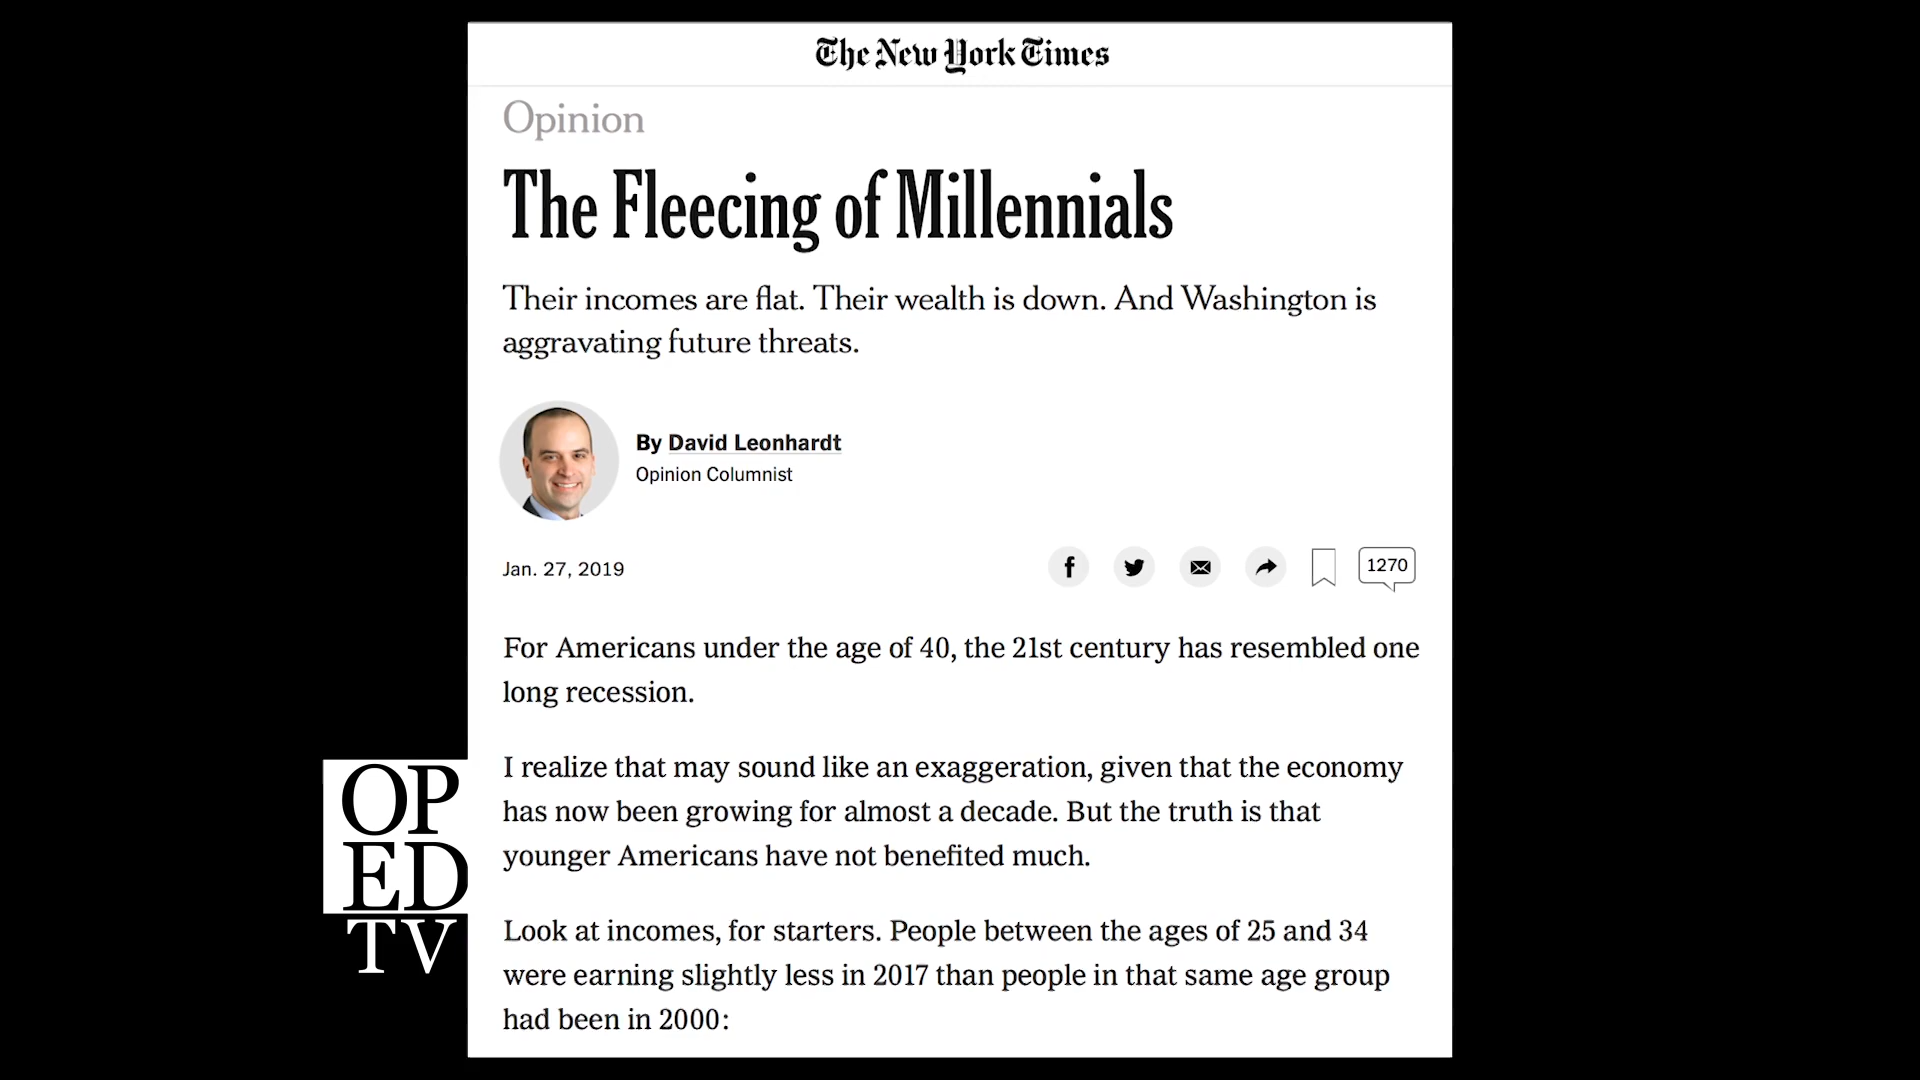 The New York Times
Opinion
The Fleecing of Millennials
Their incomes are flat. Their wealth is down. And Washington is
aggravating future threats.
By David Leonhardt
Opinion Columnist
Jan. 27, 2019
1270
For Americans under the age of 40, the 21st century has resembled one
long recession.
I realize that may sound like an exaggeration, given that the economy
has now been growing for almost a decade. But the truth is that
younger Americans have not benefited much.
Look at incomes, for starters. People between the ages of 25 and 34
were earning slightly less in 2017 than people in that same age group
had been in 2000:
OP
ED
TV